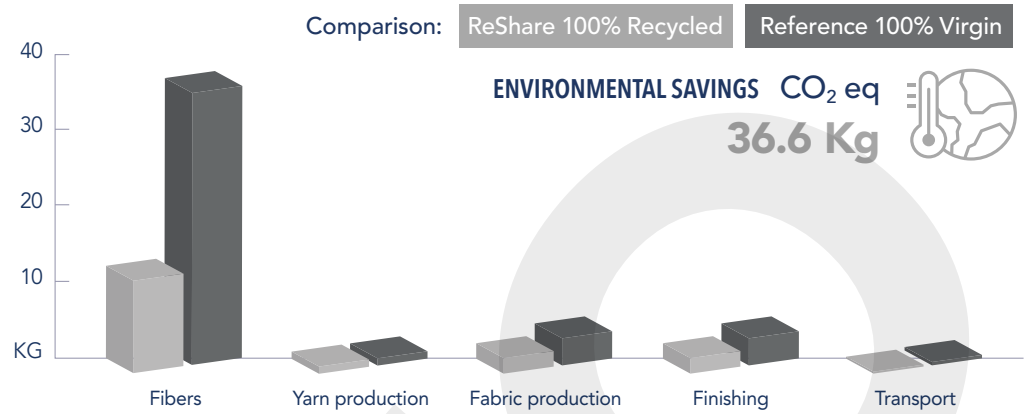 Comparison: ReShare 100% Recycled Reference 100% Virgin
ENVIRONMENTAL SAVINGS CO₂ eq
36.6 Kg
40
30
20
10
KG
Fibers Yarn production Fabric production Finishing Transport